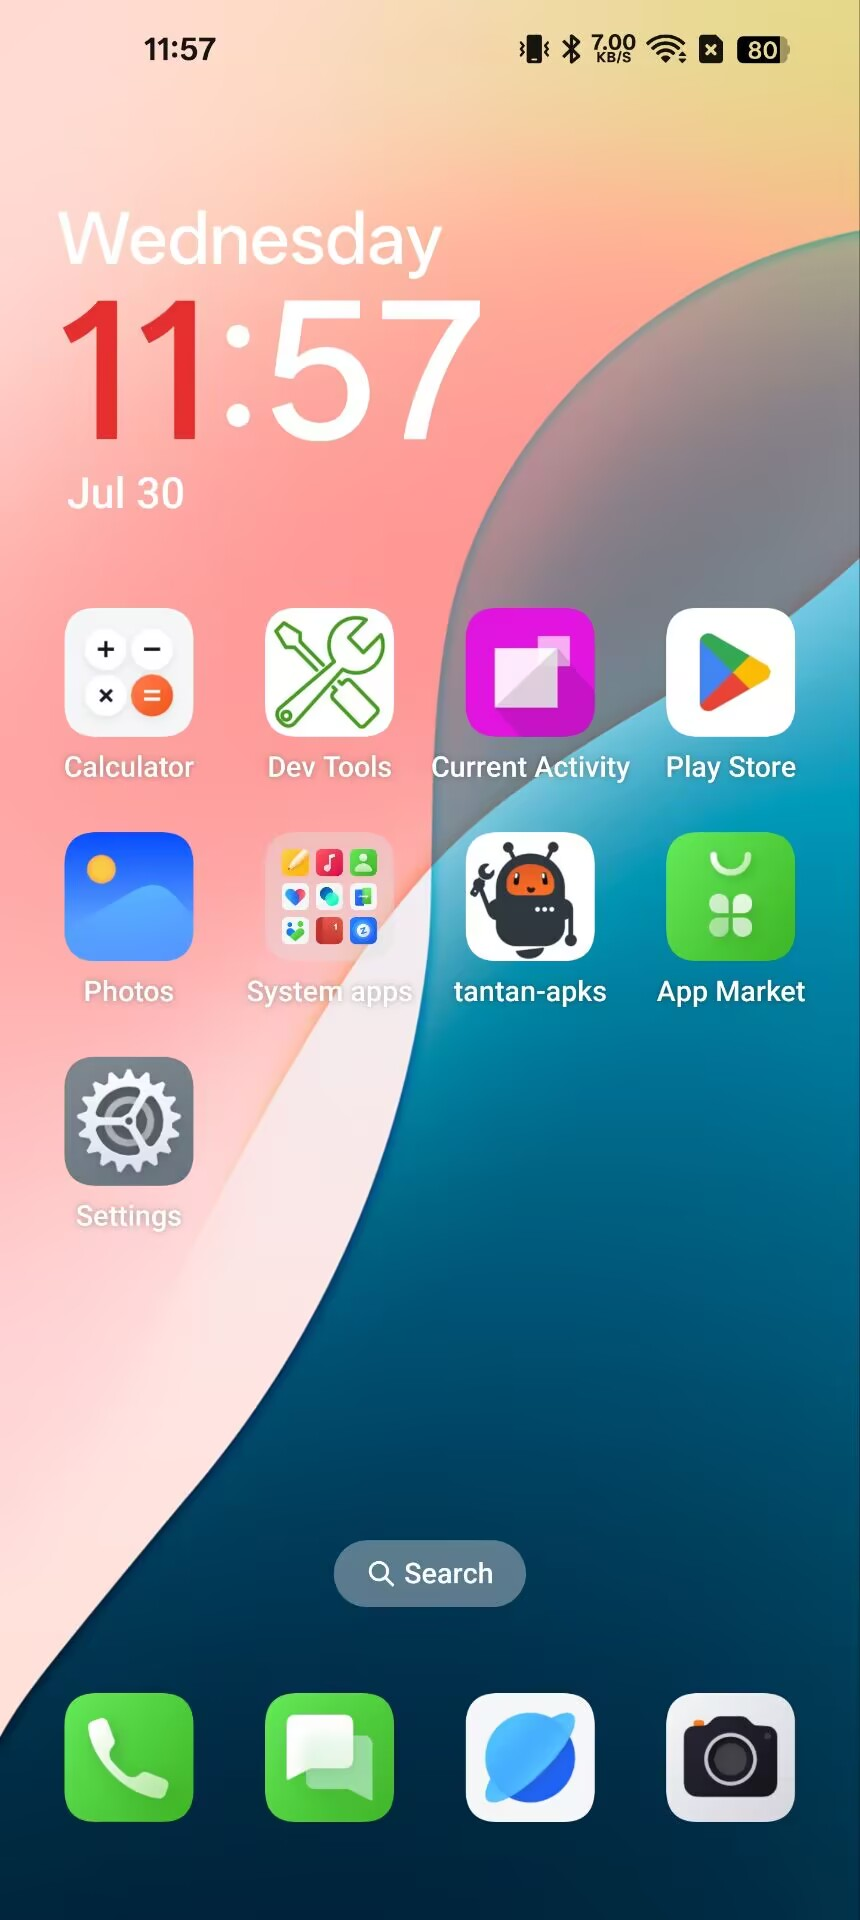 11:57
7.00
KB/S
80
Wednesday
11:57
Jul 30
Calculator
Dev Tools
Current Activity
Play Store
Photos
System apps
tantan-apks
App Market
Settings
Search